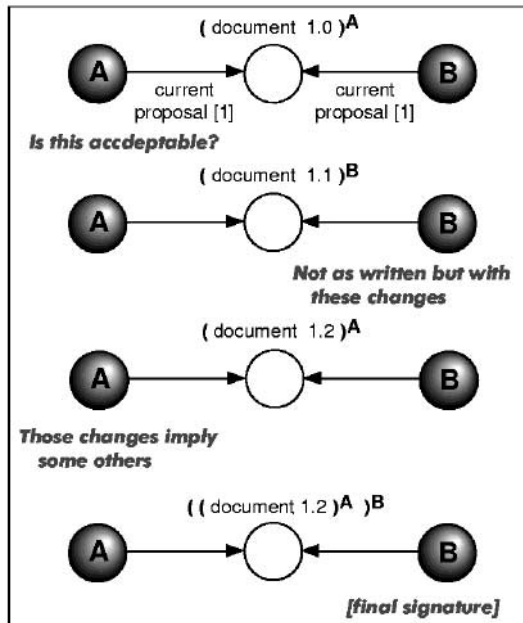 ( document 1.0 )A
A B
current proposal [1] current proposal [1]
Is this accdeptable?
( document 1.1 )B
A B
Not as written but with
these changes
( document 1.2 )A
A B
Those changes imply
some others
( ( document 1.2 )A )B
A B
[final signature]